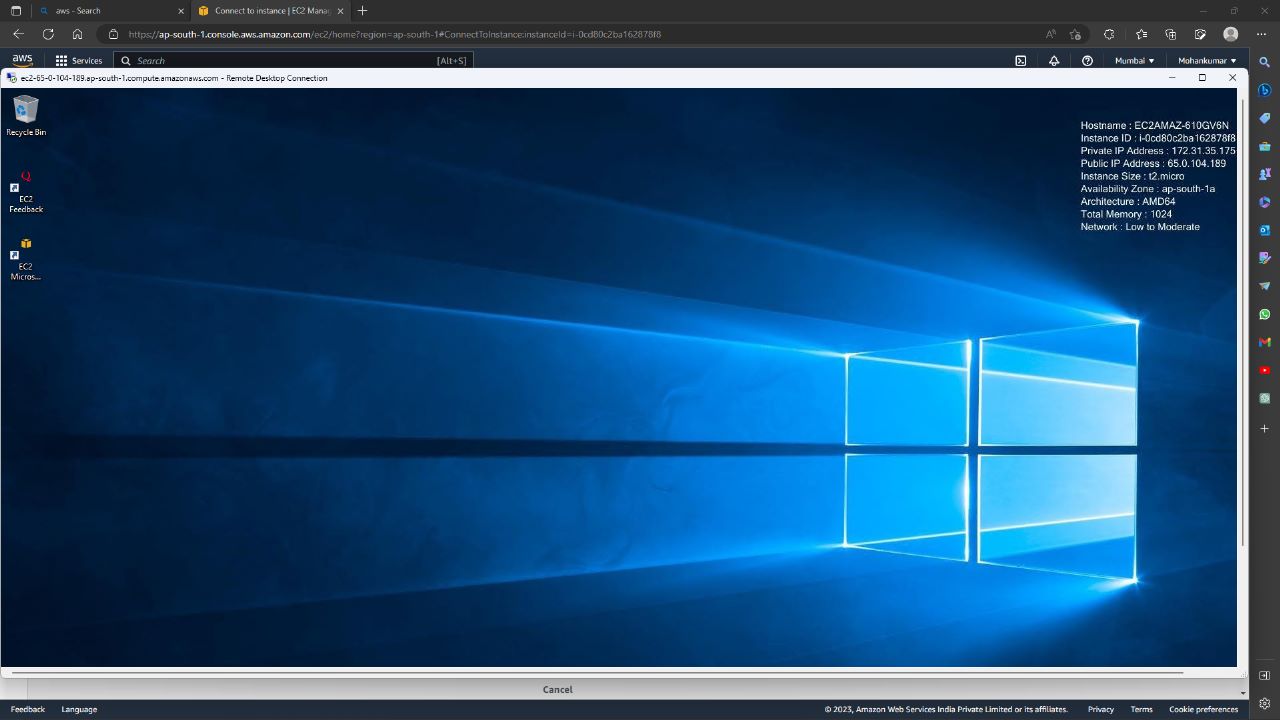 aws - Search
Connect to instance | EC2 Manag
https://ap-south-1.console.aws.amazon.com/ec2/home?region=ap-south-1#ConnectToInstance:instanceId=i-0cd80c2ba162878f8
aws
Services
Search
[Alt+S]
Mumbai
Mohankumar
ec2-65-0-104-189.ap-south-1.compute.amazonaws.com - Remote Desktop Connection
Recycle Bin
EC2
Feedback
EC2
Micros...
Hostname : EC2AMAZ-610GV6N
Instance ID : i-0cd80c2ba162878f8
Private IP Address : 172.31.35.175
Public IP Address : 65.0.104.189
Instance Size : t2.micro
Availability Zone : ap-south-1a
Architecture : AMD64
Total Memory : 1024
Network : Low to Moderate
Cancel
Feedback
Language
© 2023, Amazon Web Services India Private Limited or its affiliates.
Privacy
Terms
Cookie preferences